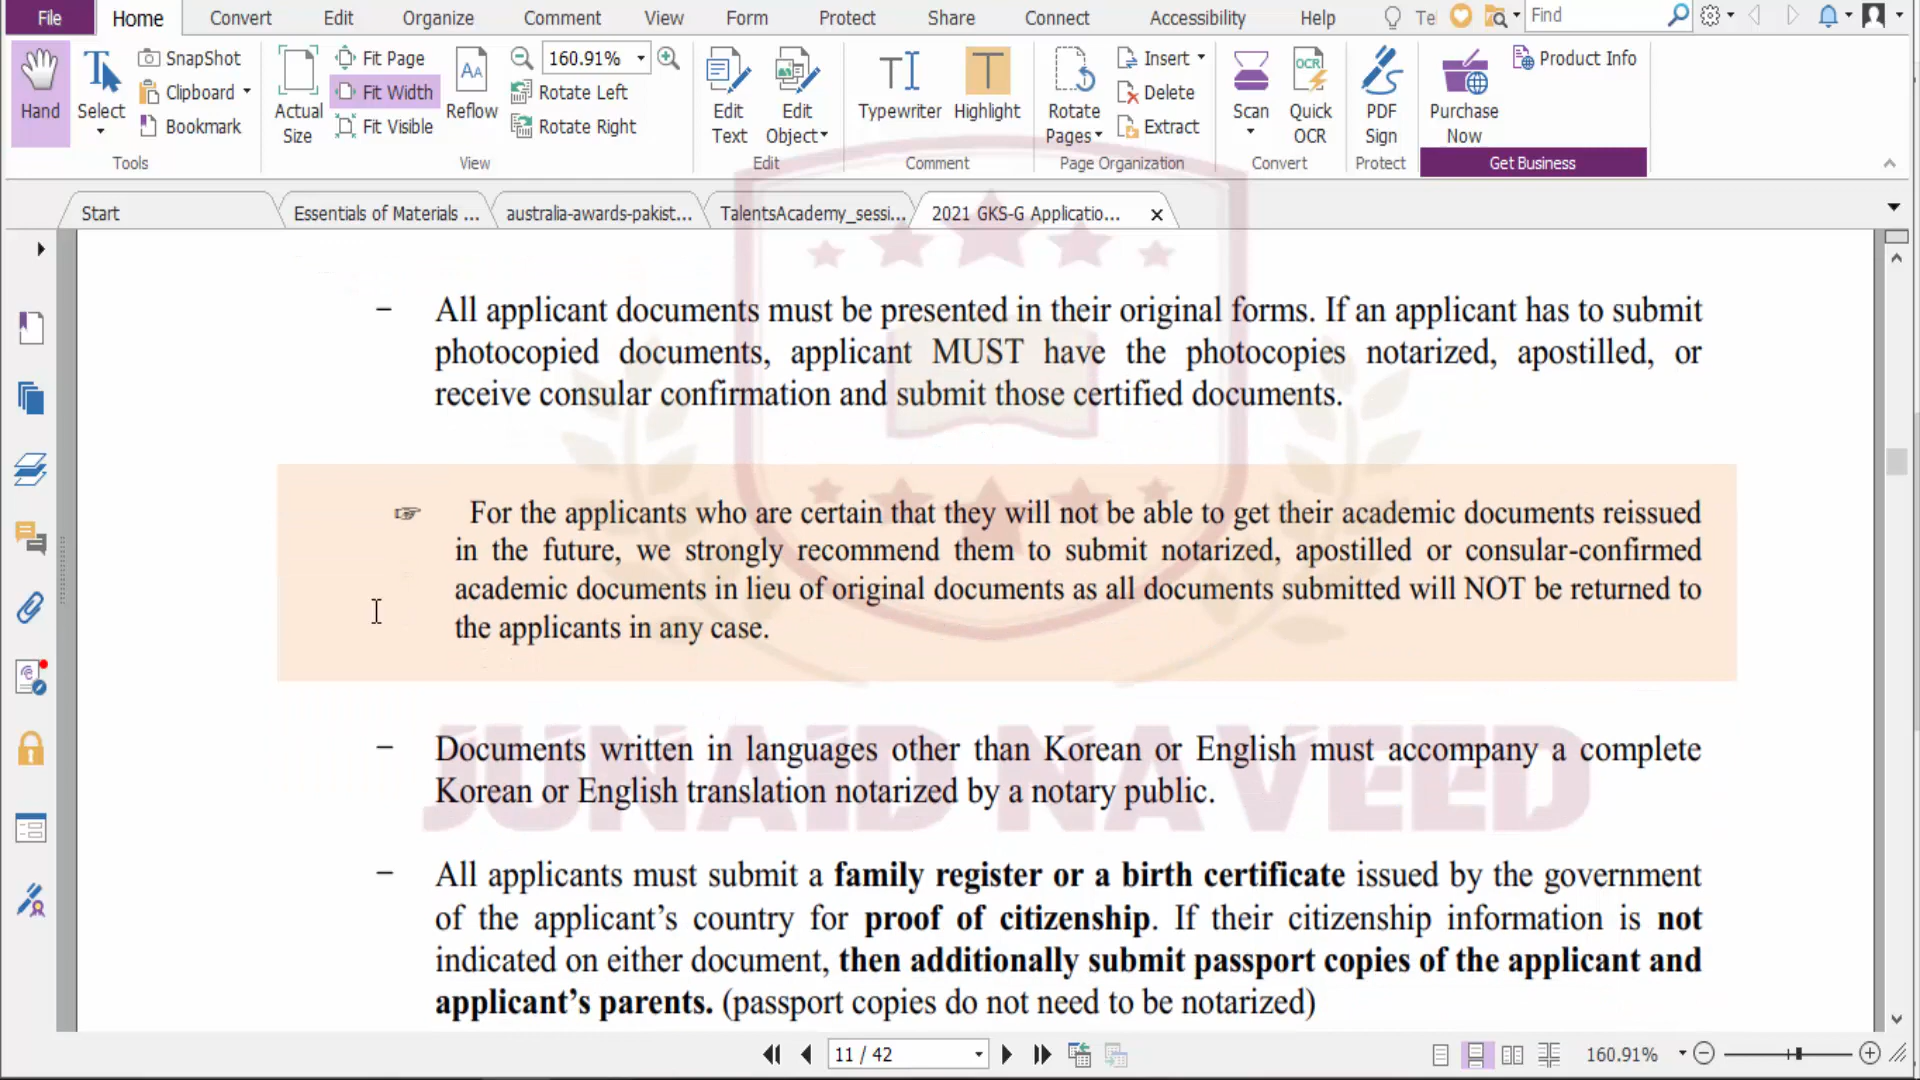 File Home Convert Edit Organize Comment View Form Protect Share Connect Accessibility Help Tel Find
SnapShot Fit Page 160.91% Insert Product Info
Clipboard Fit Width Rotate Left Delete
Bookmark Fit Visible Rotate Right Extract
Hand Select Actual Size Reflow Edit Text Edit Object Typewriter Highlight Rotate Pages Scan Quick OCR PDF Sign Purchase Now
Tools View Edit Comment Page Organization Convert Protect Get Business
Start Essentials of Materials ... australia-awards-pakist... TalentsAcademy_sessi... 2021 GKS-G Applicatio...
– All applicant documents must be presented in their original forms. If an applicant has to submit
photocopied documents, applicant MUST have the photocopies notarized, apostilled, or
receive consular confirmation and submit those certified documents.
☞ For the applicants who are certain that they will not be able to get their academic documents reissued
in the future, we strongly recommend them to submit notarized, apostilled or consular-confirmed
academic documents in lieu of original documents as all documents submitted will NOT be returned to
the applicants in any case.
JUNAID NAVEED
– Documents written in languages other than Korean or English must accompany a complete
Korean or English translation notarized by a notary public.
– All applicants must submit a family register or a birth certificate issued by the government
of the applicant's country for proof of citizenship. If their citizenship information is not
indicated on either document, then additionally submit passport copies of the applicant and
applicant's parents. (passport copies do not need to be notarized)
11 / 42 160.91%